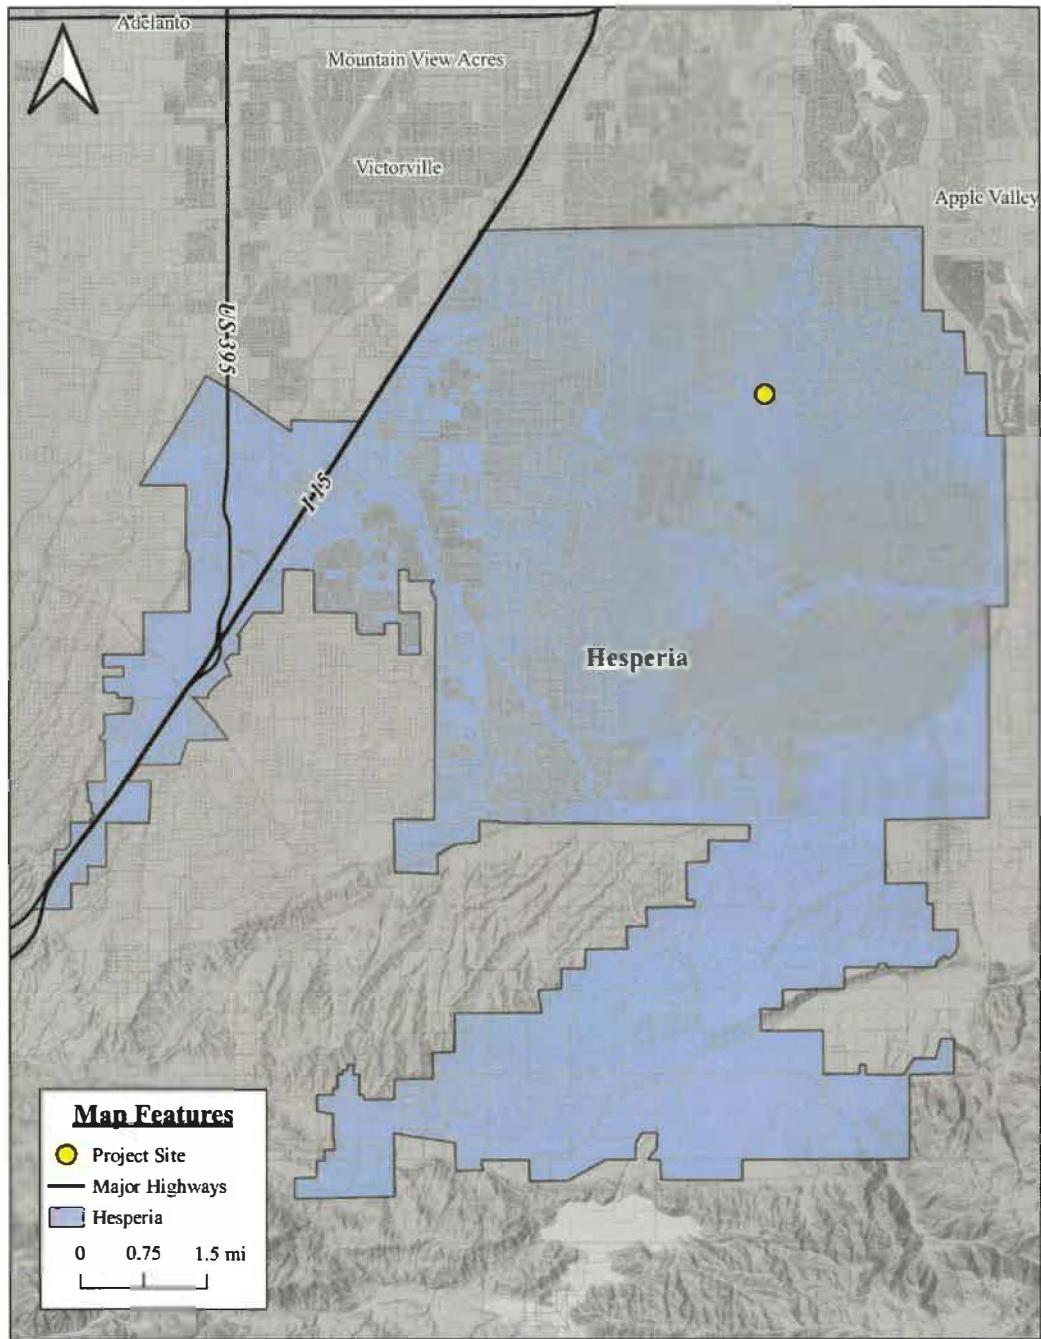 Adelanto
Mountain View Acres
Victorville
Apple Valley
US-395
I-15
Hesperia
Map Features
Project Site
Major Highways
Hesperia
0 0.75 1.5 mi